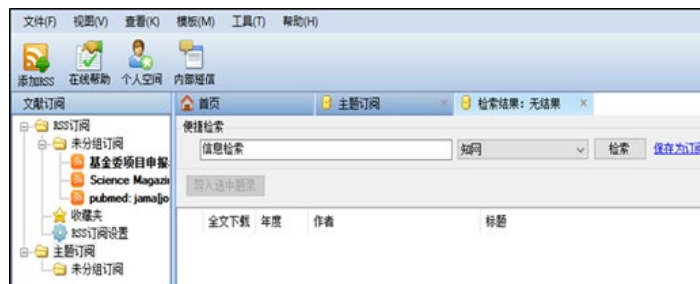 文件(F) 视图(V) 查看(K) 模板(M) 工具(T) 帮助(H)
添加RSS 在线帮助 个人空间 内部短信
文献订阅 首页 主题订阅 × 检索结果：无结果 ×
RSS订阅
便捷检索
未分组订阅
信息检索 知网 检索 保存为订阅
基金委项目申报
Science Magazi
导入选中题录
pubmed: jama[jo
收藏夹
全文下载 年度 作者 标题
RSS订阅设置
主题订阅
未分组订阅